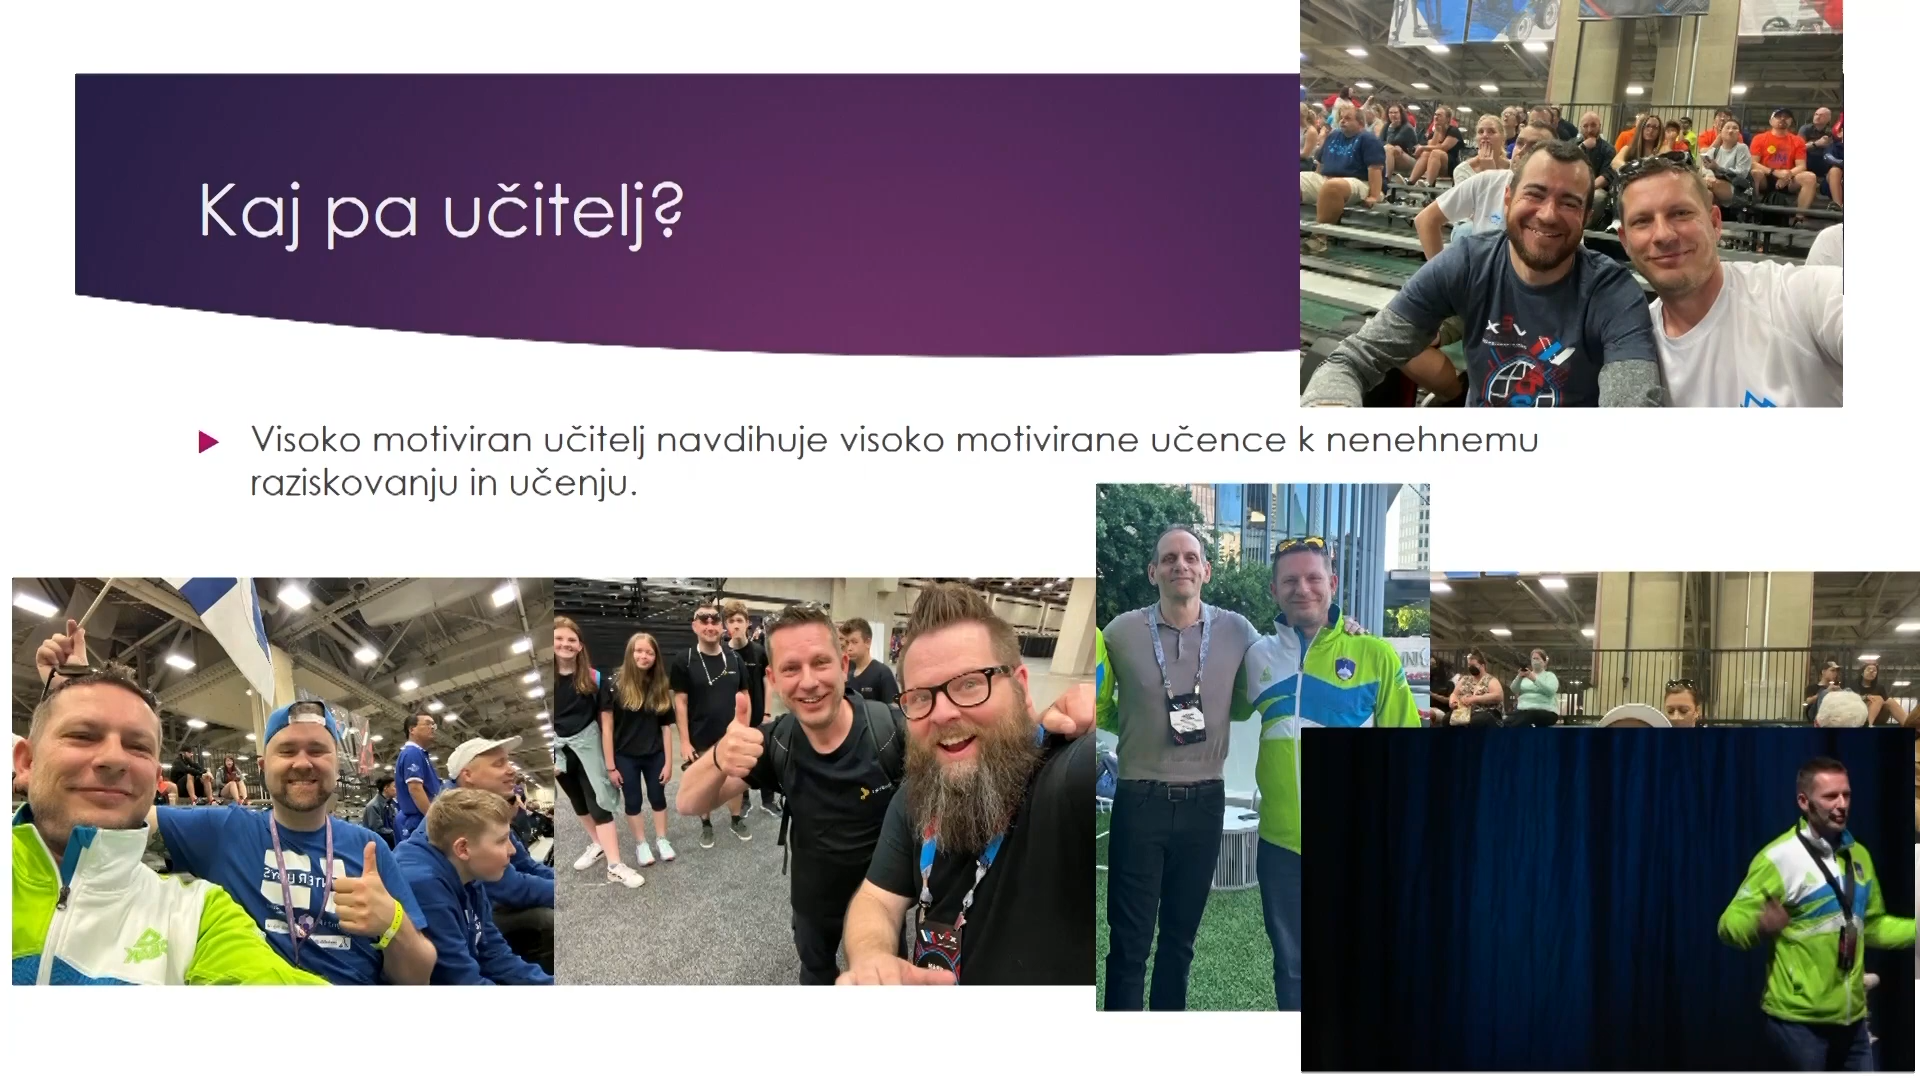 Kaj pa učitelj?
Visoko motiviran učitelj navdihuje visoko motivirane učence k nenehnemu
raziskovanju in učenju.